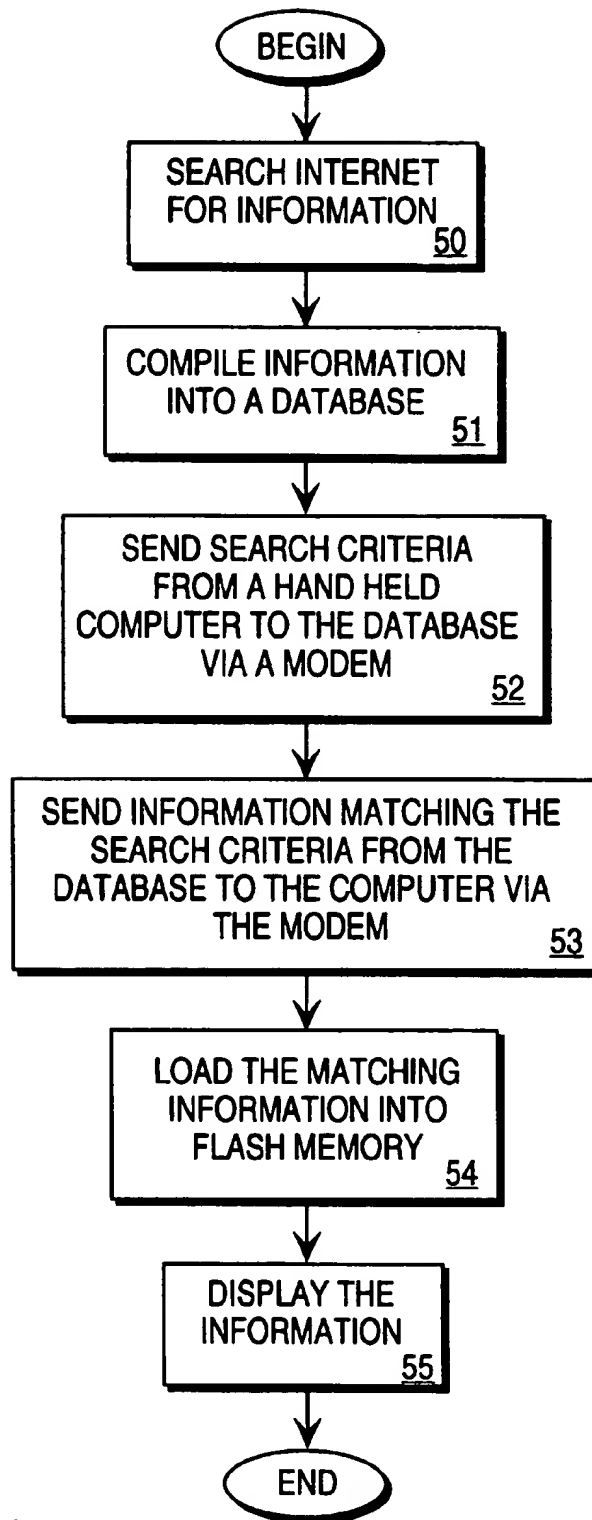 BEGIN
SEARCH INTERNET
FOR INFORMATION
50
COMPILE INFORMATION
INTO A DATABASE
51
SEND SEARCH CRITERIA
FROM A HAND HELD
COMPUTER TO THE DATABASE
VIA A MODEM
52
SEND INFORMATION MATCHING THE
SEARCH CRITERIA FROM THE
DATABASE TO THE COMPUTER VIA
THE MODEM
53
LOAD THE MATCHING
INFORMATION INTO
FLASH MEMORY
54
DISPLAY THE
INFORMATION
55
END